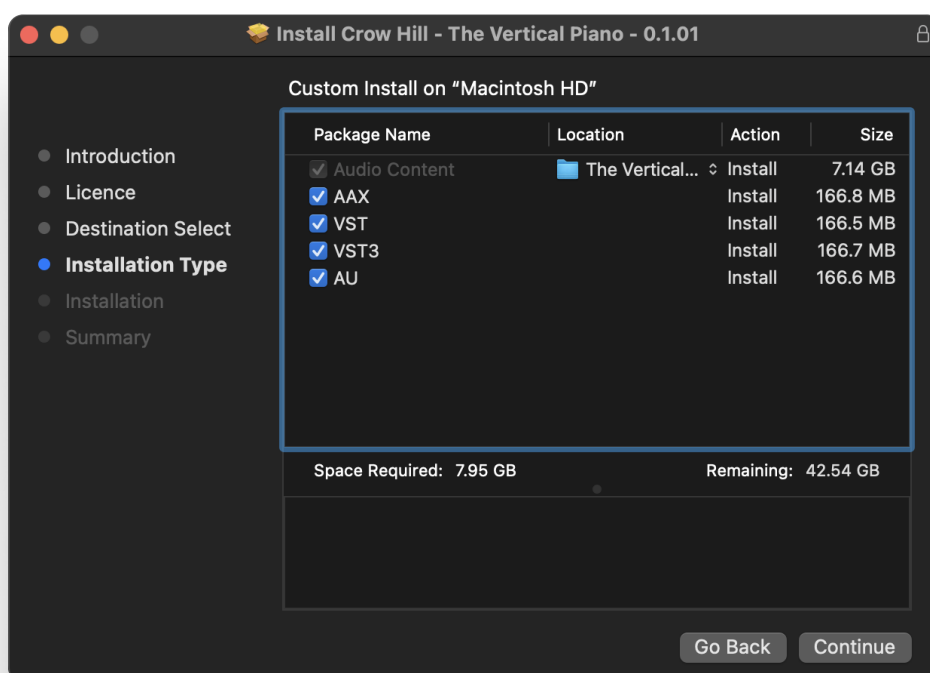 Install Crow Hill - The Vertical Piano - 0.1.01
Custom Install on “Macintosh HD”
Introduction
Licence
Destination Select
Installation Type
Installation
Summary
Package Name Location Action Size
Audio Content The Vertical... Install 7.14 GB
AAX Install 166.8 MB
VST Install 166.5 MB
VST3 Install 166.7 MB
AU Install 166.6 MB
Space Required: 7.95 GB Remaining: 42.54 GB
Go Back Continue